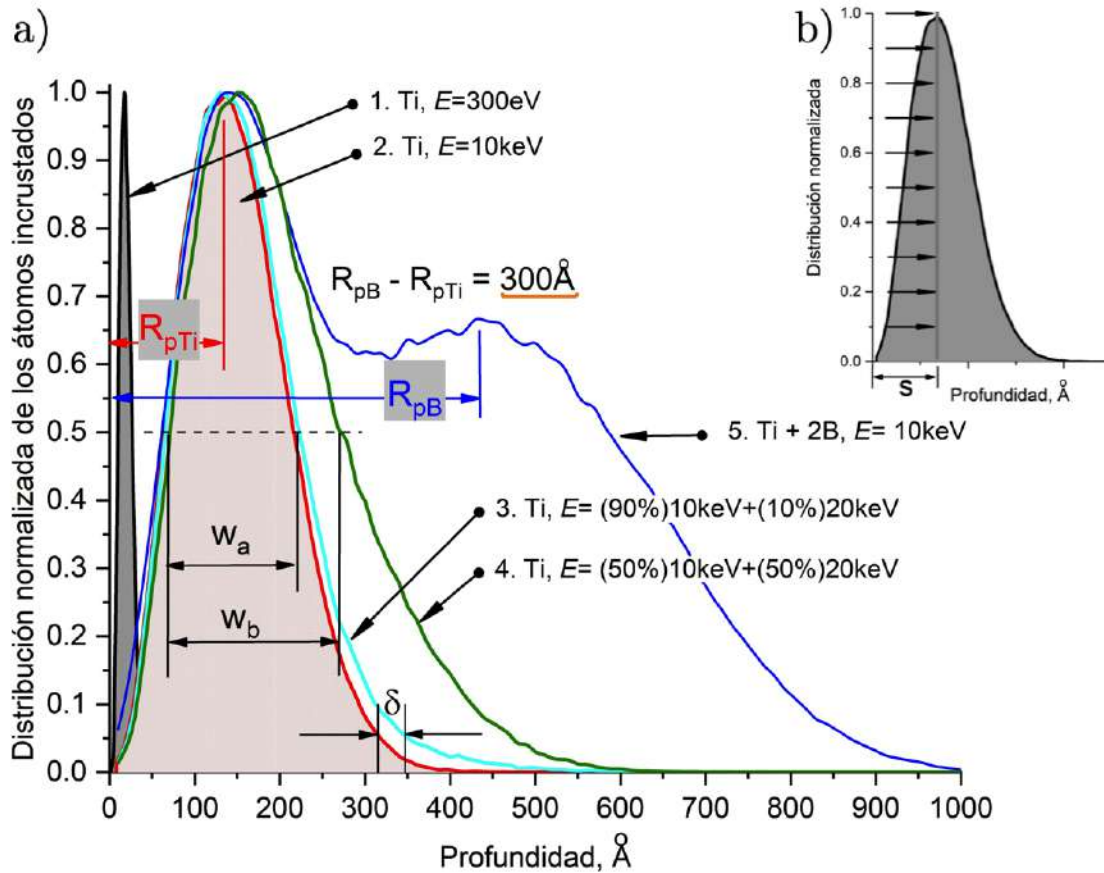 a)
b)
Distribución normalizada de los átomos incrustados
1.0
0.9
0.8
0.7
0.6
0.5
0.4
0.3
0.2
0.1
0.0
0
100
200
300
400
500
600
700
800
900
1000
Profundidad, Å
1. Ti, E=300eV
2. Ti, E=10keV
R_pB - R_pTi = 300Å
R_pTi
R_pB
5. Ti + 2B, E= 10keV
3. Ti, E= (90%)10keV+(10%)20keV
4. Ti, E= (50%)10keV+(50%)20keV
w_a
w_b
δ
Distribución normalizada
1.0
0.8
0.6
0.4
0.2
0.0
s
Profundidad, Å